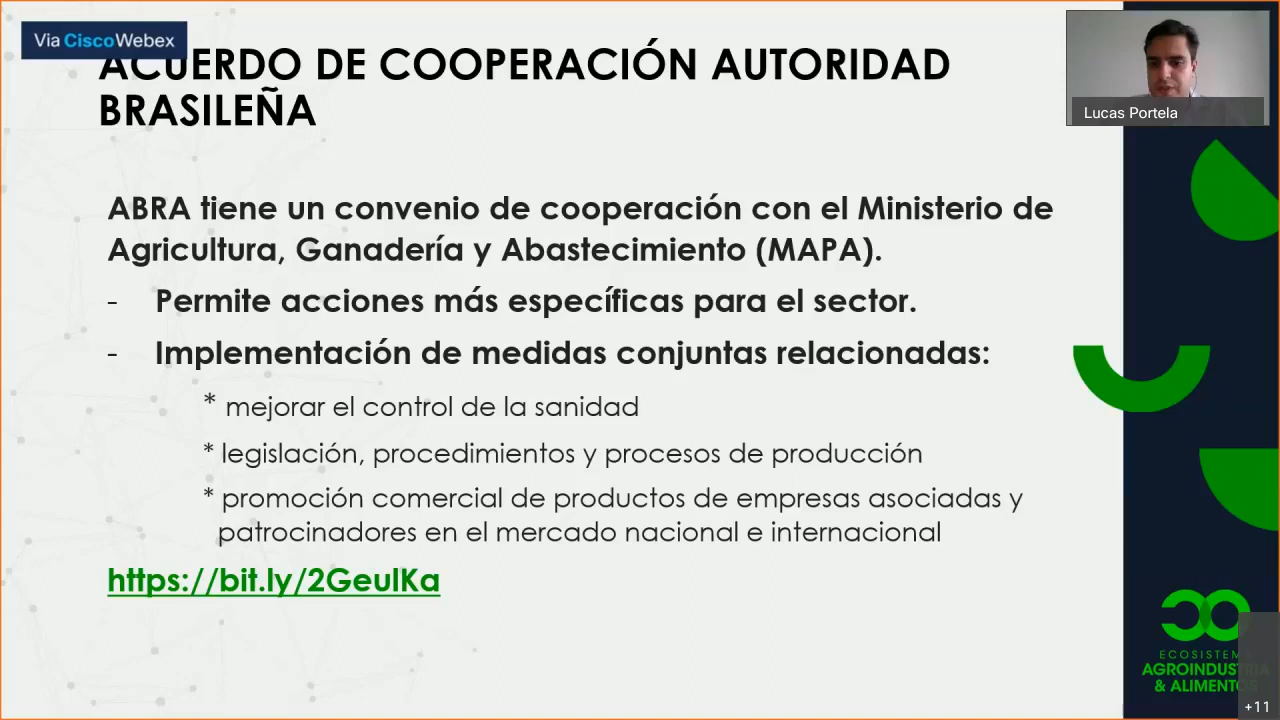 Via CiscoWebex
ACUERDO DE COOPERACIÓN AUTORIDAD
BRASILEÑA
Lucas Portela
ABRA tiene un convenio de cooperación con el Ministerio de
Agricultura, Ganadería y Abastecimiento (MAPA).
- Permite acciones más específicas para el sector.
- Implementación de medidas conjuntas relacionadas:
* mejorar el control de la sanidad
* legislación, procedimientos y procesos de producción
* promoción comercial de productos de empresas asociadas y
patrocinadores en el mercado nacional e internacional
https://bit.ly/2GeulKa
ECOSISTEMA
AGROINDUSTRIA
& ALIMENTOS
+11